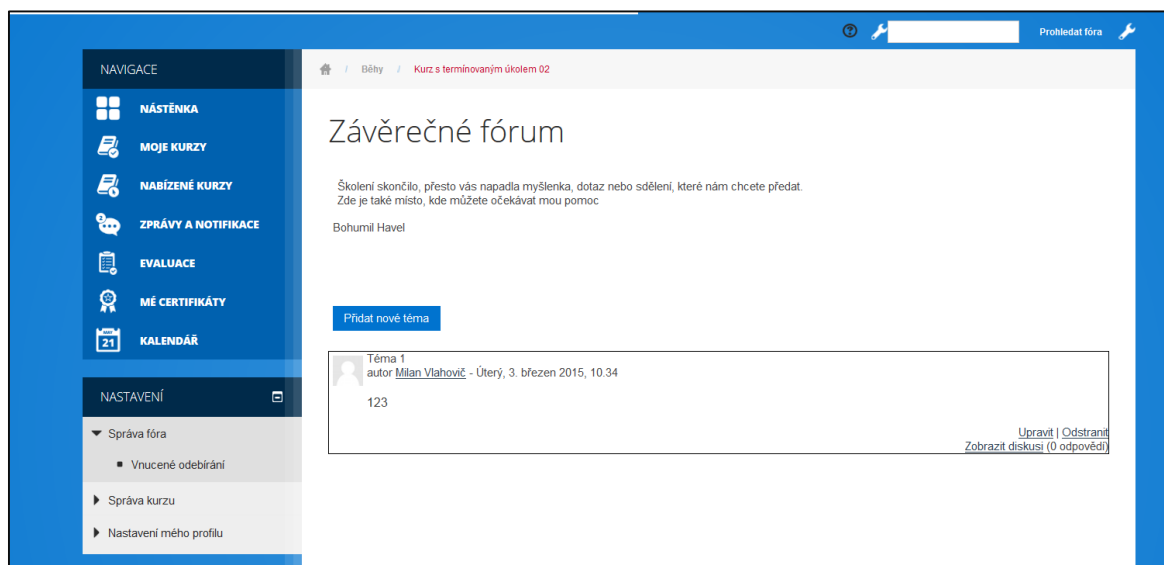 Prohledat fóra
NAVIGACE
NÁSTĚNKA
MOJE KURZY
NABÍZENÉ KURZY
2
ZPRÁVY A NOTIFIKACE
EVALUACE
MÉ CERTIFIKÁTY
MAY
21
KALENDÁŘ
NASTAVENÍ
Správa fóra
Vnucené odebírání
Správa kurzu
Nastavení mého profilu
/ Běhy / Kurz s termínovaným úkolem 02
Závěrečné fórum
Školení skončilo, přesto vás napadla myšlenka, dotaz nebo sdělení, které nám chcete předat.
Zde je také místo, kde můžete očekávat mou pomoc
Bohumil Havel
Přidat nové téma
Téma 1
autor Milan Vlahovič - Úterý, 3. březen 2015, 10.34
123
Upravit | Odstranit
Zobrazit diskusi (0 odpovědí)